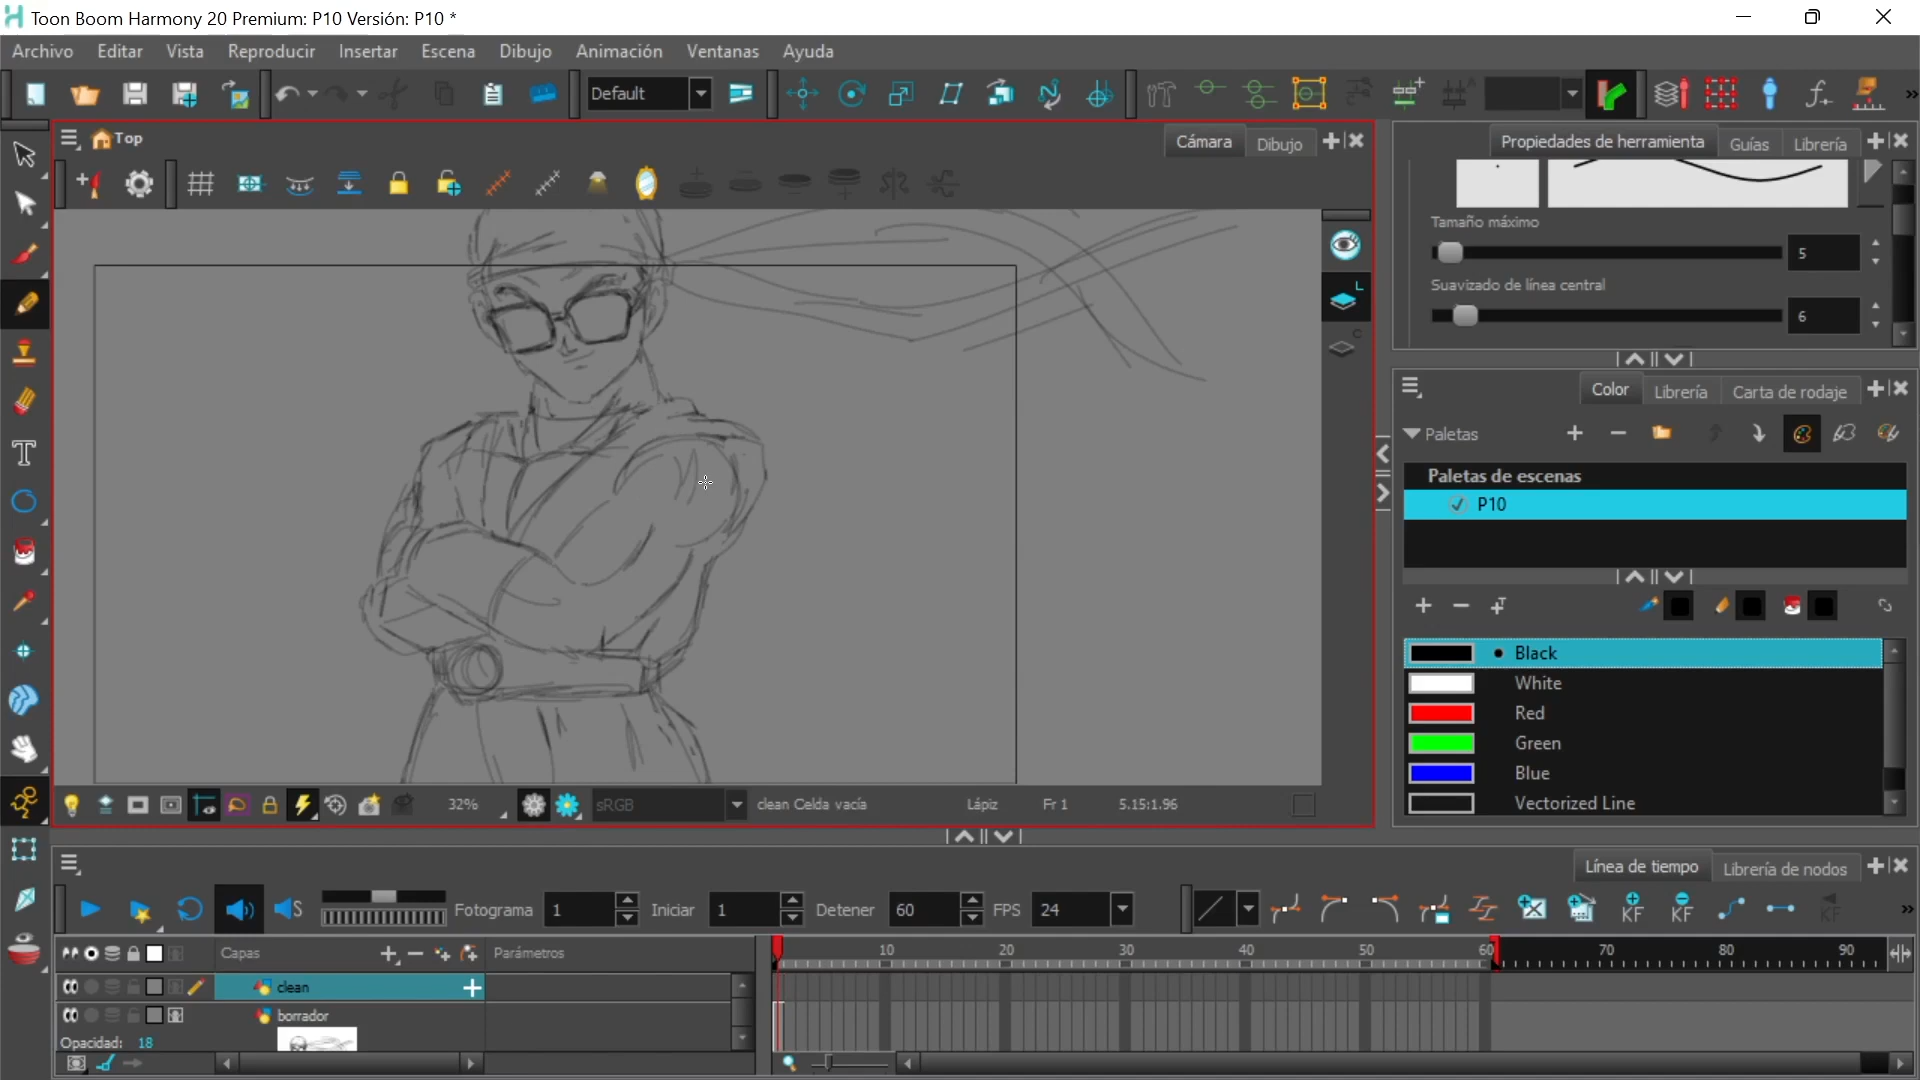 Toon Boom Harmony 20 Premium: P10 Versión: P10 *
Archivo Editar Vista Reproducir Insertar Escena Dibujo Animación Ventanas Ayuda
Default
Top
Cámara Dibujo
Propiedades de herramienta Guías Librería
Tamaño máximo
5
Suavizado de línea central
6
L
C
Color Librería Carta de rodaje
Paletas
Paletas de escenas
P10
Black
White
Red
Green
Blue
Vectorized Line
32% sRGB clean Celda vacía Lápiz Fr 1 5.15:1.96
Línea de tiempo Librería de nodos
S Fotograma 1 Iniciar 1 Detener 60 FPS 24 KF KF KF
Capas Parámetros
10 20 30 40 50 60 70 80 90
clean
borrador
Opacidad: 18